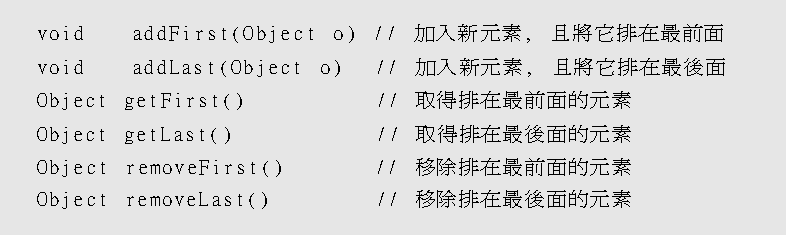 void addFirst(Object o) // 加入新元素, 且將它排在最前面
void addLast(Object o) // 加入新元素, 且將它排在最後面
Object getFirst() // 取得排在最前面的元素
Object getLast() // 取得排在最後面的元素
Object removeFirst() // 移除排在最前面的元素
Object removeLast() // 移除排在最後面的元素